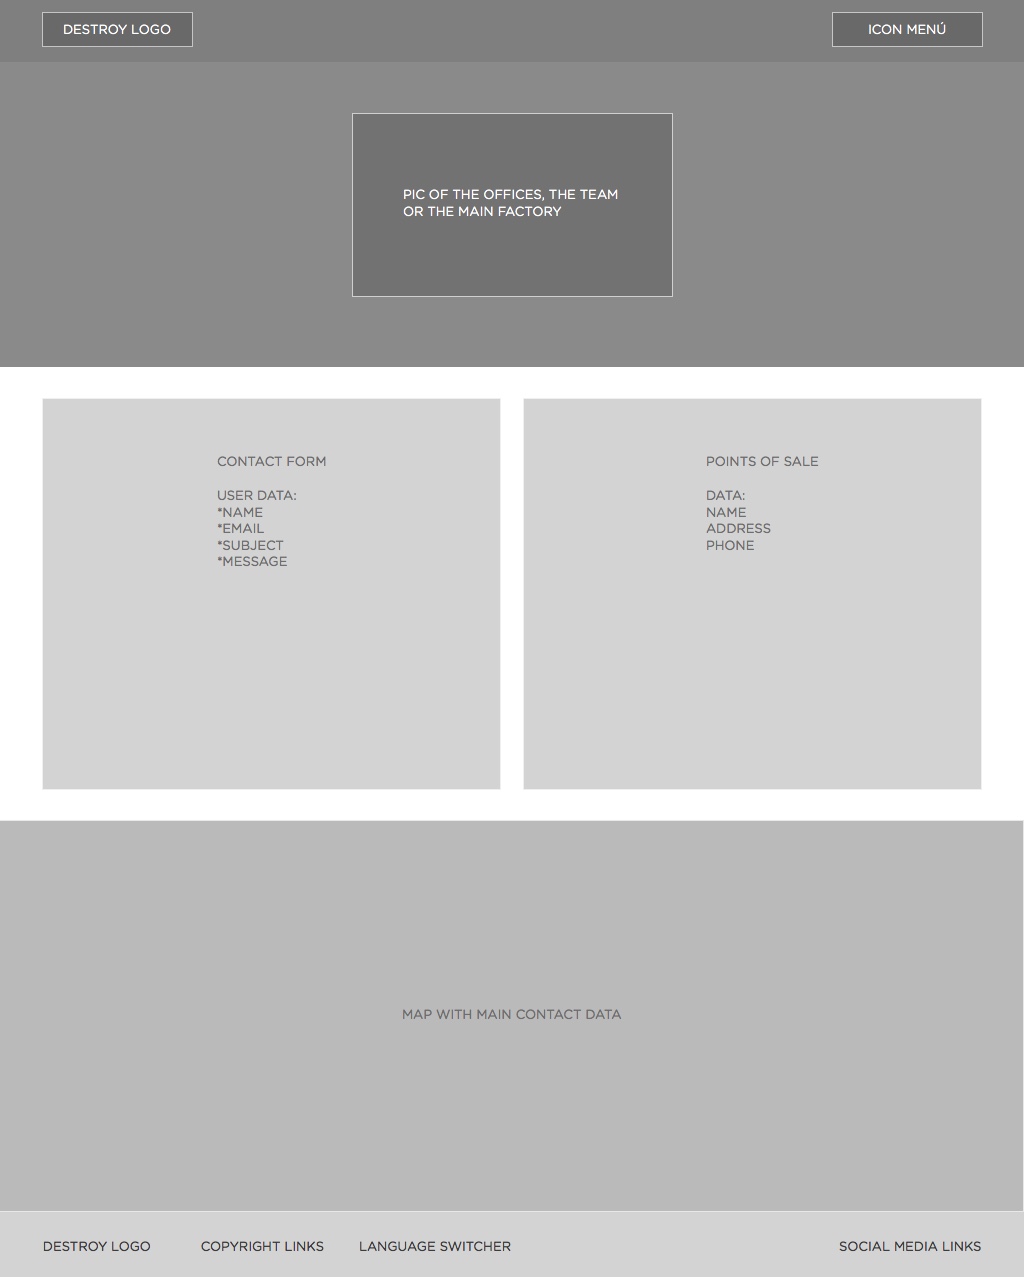 DESTROY LOGO
ICON MENÚ
PIC OF THE OFFICES, THE TEAM
OR THE MAIN FACTORY
CONTACT FORM
USER DATA:
*NAME
*EMAIL
*SUBJECT
*MESSAGE
POINTS OF SALE
DATA:
NAME
ADDRESS
PHONE
MAP WITH MAIN CONTACT DATA
DESTROY LOGO
COPYRIGHT LINKS
LANGUAGE SWITCHER
SOCIAL MEDIA LINKS